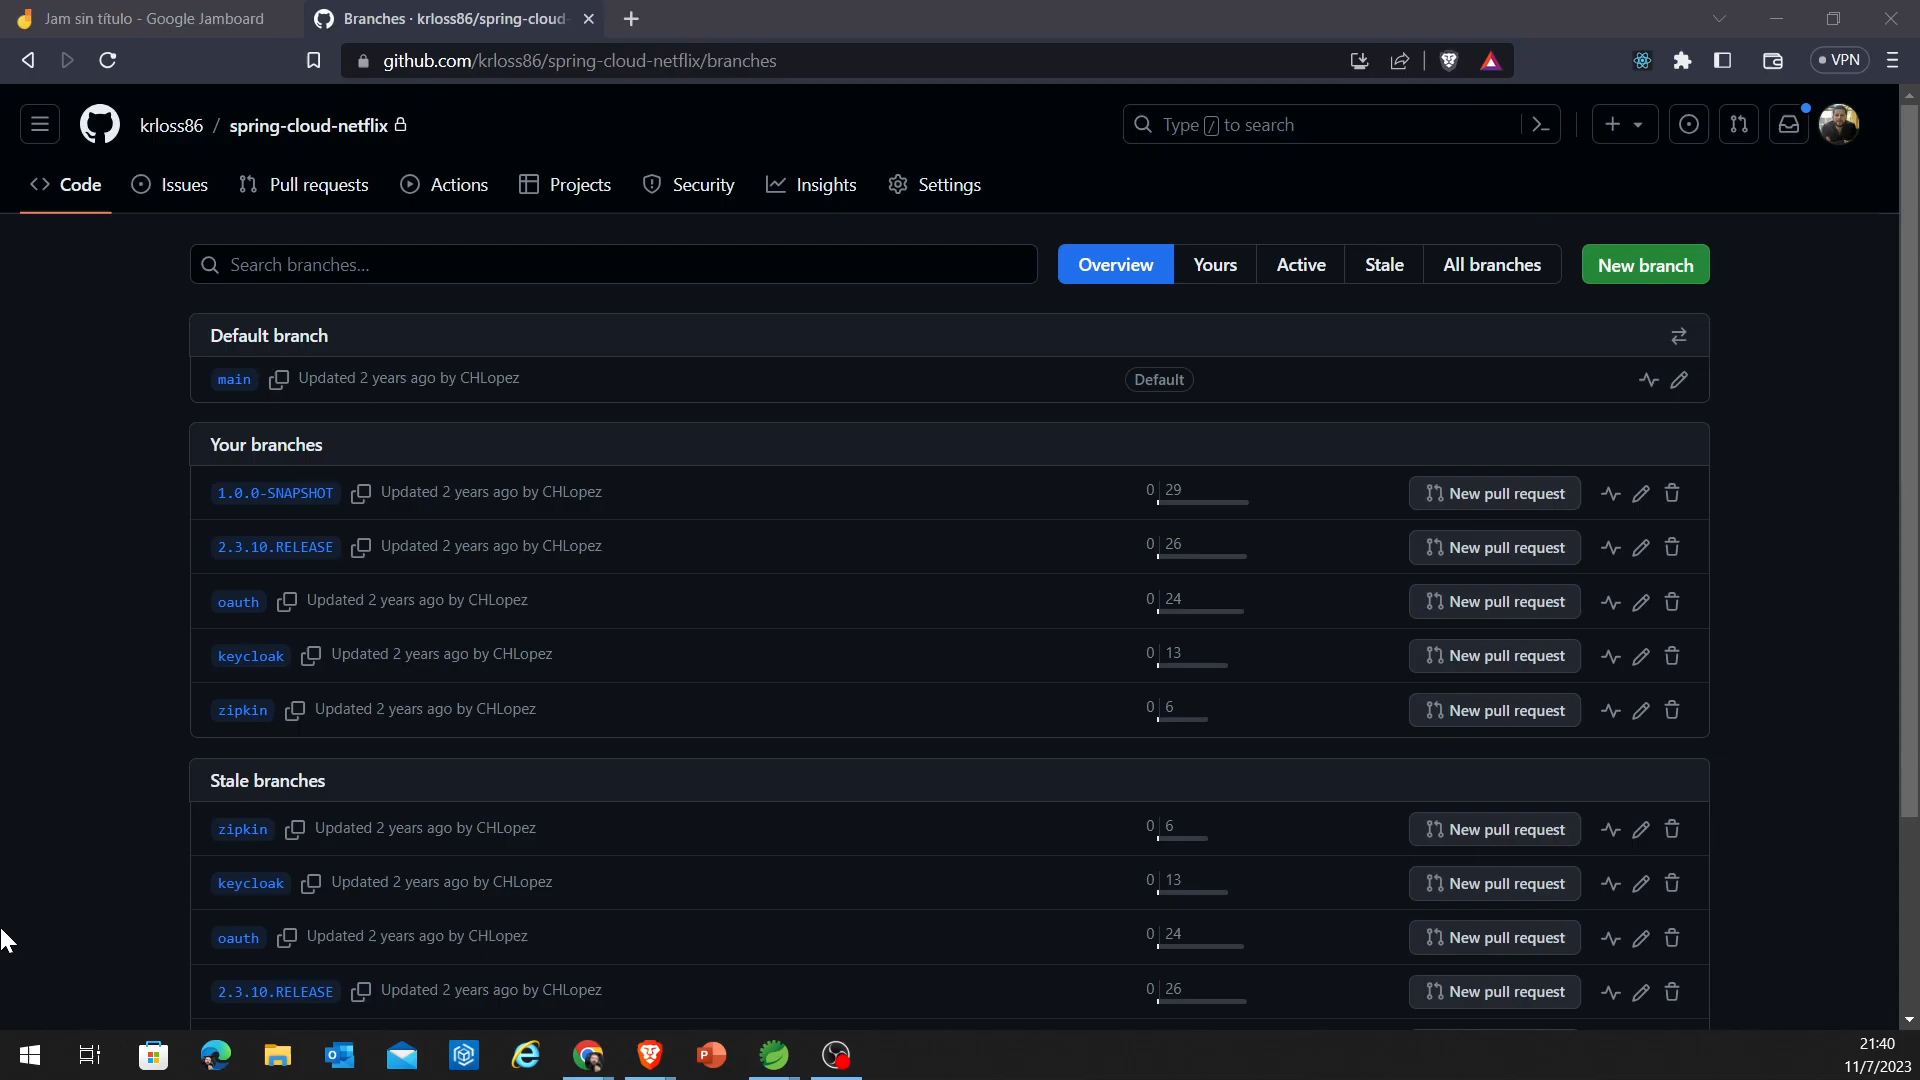 Jam sin título - Google Jamboard
Branches · krloss86/spring-cloud-
github.com/krloss86/spring-cloud-netflix/branches
VPN
krloss86 / spring-cloud-netflix
Type / to search
Code
Issues
Pull requests
Actions
Projects
Security
Insights
Settings
Search branches...
Overview
Yours
Active
Stale
All branches
New branch
Default branch
main Updated 2 years ago by CHLopez Default
Your branches
1.0.0-SNAPSHOT Updated 2 years ago by CHLopez 0 29 New pull request
2.3.10.RELEASE Updated 2 years ago by CHLopez 0 26 New pull request
oauth Updated 2 years ago by CHLopez 0 24 New pull request
keycloak Updated 2 years ago by CHLopez 0 13 New pull request
zipkin Updated 2 years ago by CHLopez 0 6 New pull request
Stale branches
zipkin Updated 2 years ago by CHLopez 0 6 New pull request
keycloak Updated 2 years ago by CHLopez 0 13 New pull request
oauth Updated 2 years ago by CHLopez 0 24 New pull request
2.3.10.RELEASE Updated 2 years ago by CHLopez 0 26 New pull request
21:40
11/7/2023